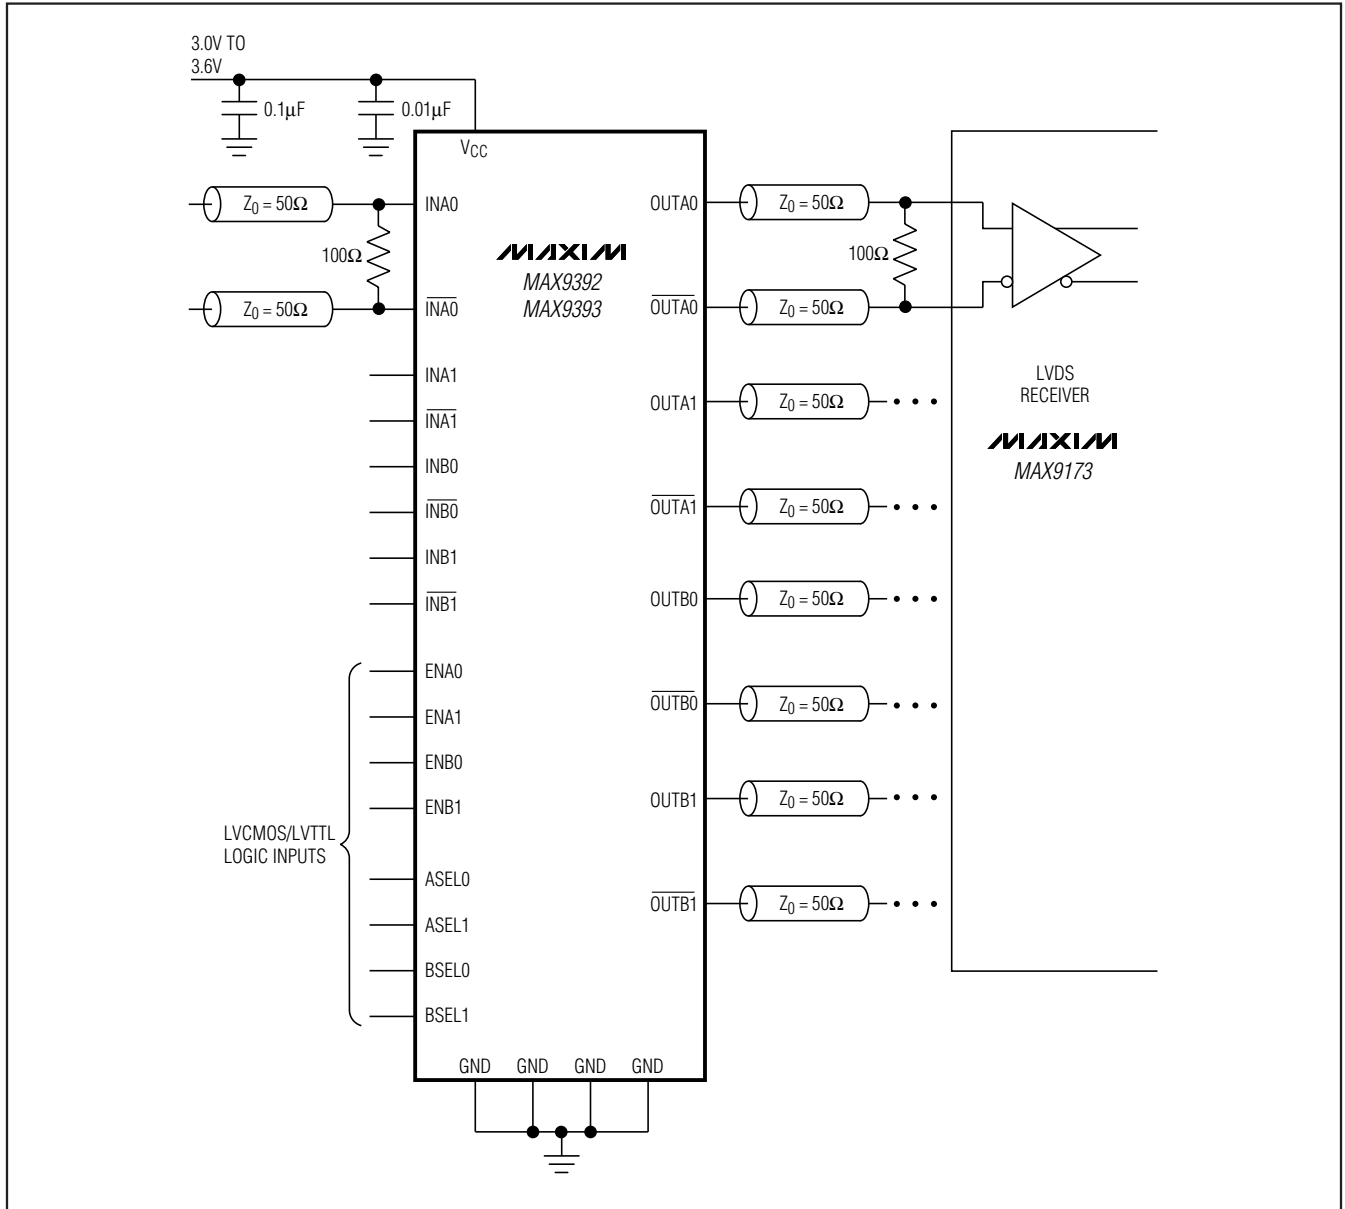 3.0V TO
3.6V
0.1µF
0.01µF
VCC
Z0 = 50Ω
INA0
100Ω
Z0 = 50Ω
INA0
INA1
INA1
INB0
INB0
INB1
INB1
ENA0
ENA1
ENB0
ENB1
LVCMOS/LVTTL
LOGIC INPUTS
ASEL0
ASEL1
BSEL0
BSEL1
MAXIM
MAX9392
MAX9393
GND GND GND GND
OUTA0
Z0 = 50Ω
100Ω
OUTA0
Z0 = 50Ω
OUTA1
Z0 = 50Ω
OUTA1
Z0 = 50Ω
OUTB0
Z0 = 50Ω
OUTB0
Z0 = 50Ω
OUTB1
Z0 = 50Ω
OUTB1
Z0 = 50Ω
LVDS
RECEIVER
MAXIM
MAX9173